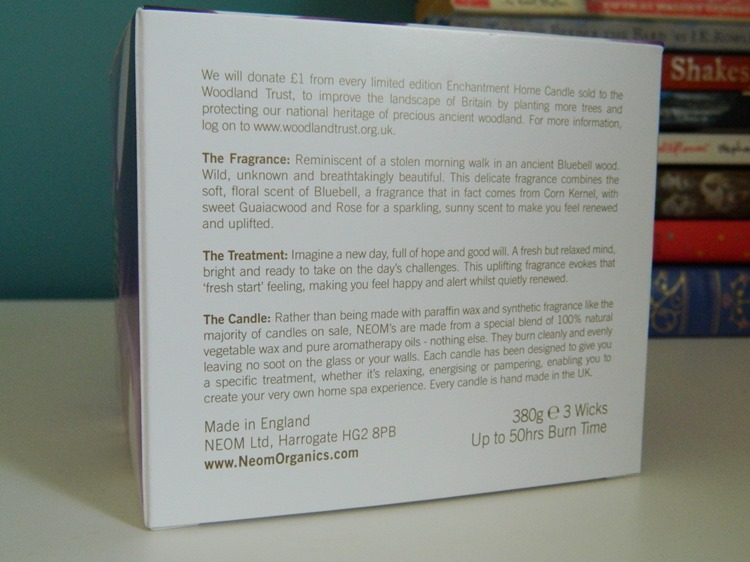 We will donate £1 from every limited edition Enchantment Home Candle sold to the
Woodland Trust, to improve the landscape of Britain by planting more trees and
protecting our national heritage of precious ancient woodland. For more information,
log on to www.woodlandtrust.org.uk.
The Fragrance: Reminiscent of a stolen morning walk in an ancient Bluebell wood.
Wild, unknown and breathtakingly beautiful. This delicate fragrance combines the
soft, floral scent of Bluebell, a fragrance that in fact comes from Corn Kernel, with
sweet Guaiacwood and Rose for a sparkling, sunny scent to make you feel renewed
and uplifted.
The Treatment: Imagine a new day, full of hope and good will. A fresh but relaxed mind,
bright and ready to take on the day's challenges. This uplifting fragrance evokes that
'fresh start' feeling, making you feel happy and alert whilst quietly renewed.
The Candle: Rather than being made with paraffin wax and synthetic fragrance like the
majority of candles on sale, NEOM's are made from a special blend of 100% natural
vegetable wax and pure aromatherapy oils - nothing else. They burn cleanly and evenly
leaving no soot on the glass or your walls. Each candle has been designed to give you
a specific treatment, whether it's relaxing, energising or pampering, enabling you to
create your very own home spa experience. Every candle is hand made in the UK.
Made in England
NEOM Ltd, Harrogate HG2 8PB
www.NeomOrganics.com
380g ℮ 3 Wicks
Up to 50hrs Burn Time
Shakes